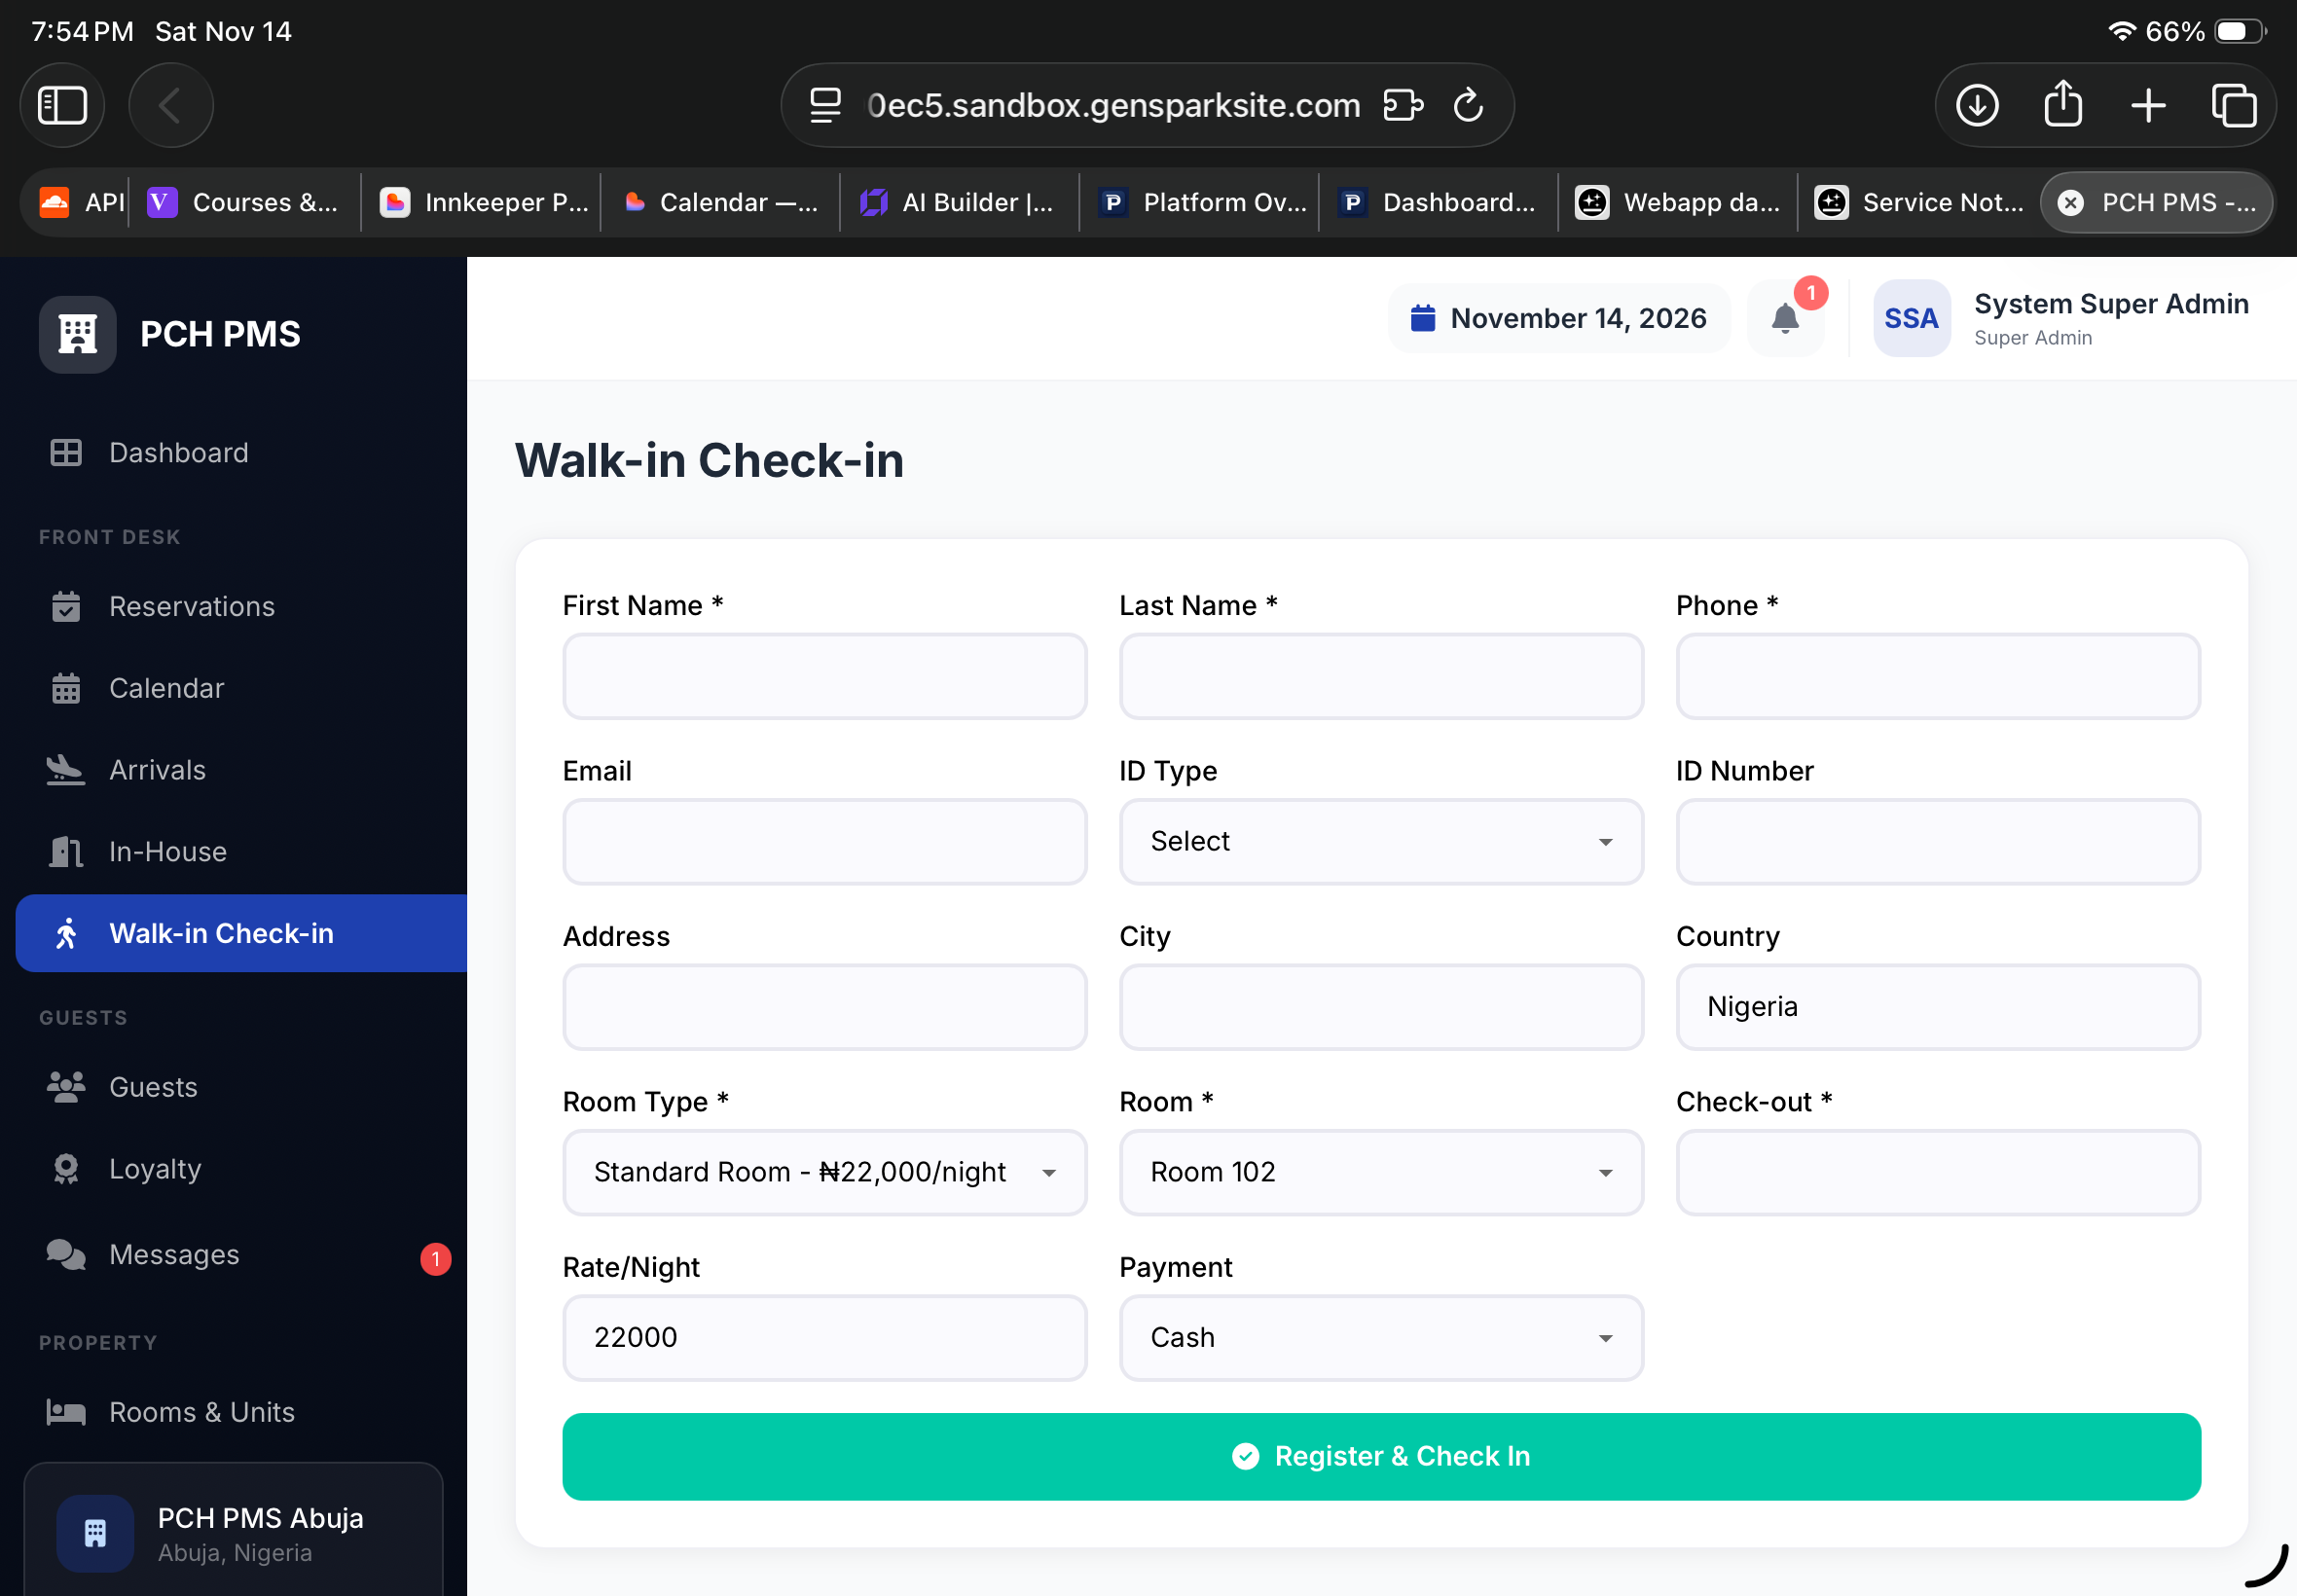 7:54 PM Sat Nov 14
66%
0ec5.sandbox.gensparksite.com
API
Courses &...
Innkeeper P...
Calendar —...
AI Builder |...
Platform Ov...
Dashboard...
Webapp da...
Service Not...
PCH PMS -...
PCH PMS
November 14, 2026
1
SSA
System Super Admin
Super Admin
Dashboard
FRONT DESK
Reservations
Calendar
Arrivals
In-House
Walk-in Check-in
GUESTS
Guests
Loyalty
Messages
1
PROPERTY
Rooms & Units
PCH PMS Abuja
Abuja, Nigeria
Walk-in Check-in
First Name *
Last Name *
Phone *
Email
ID Type
ID Number
Select
Address
City
Country
Nigeria
Room Type *
Room *
Check-out *
Standard Room - ₦22,000/night
Room 102
Rate/Night
Payment
22000
Cash
Register & Check In